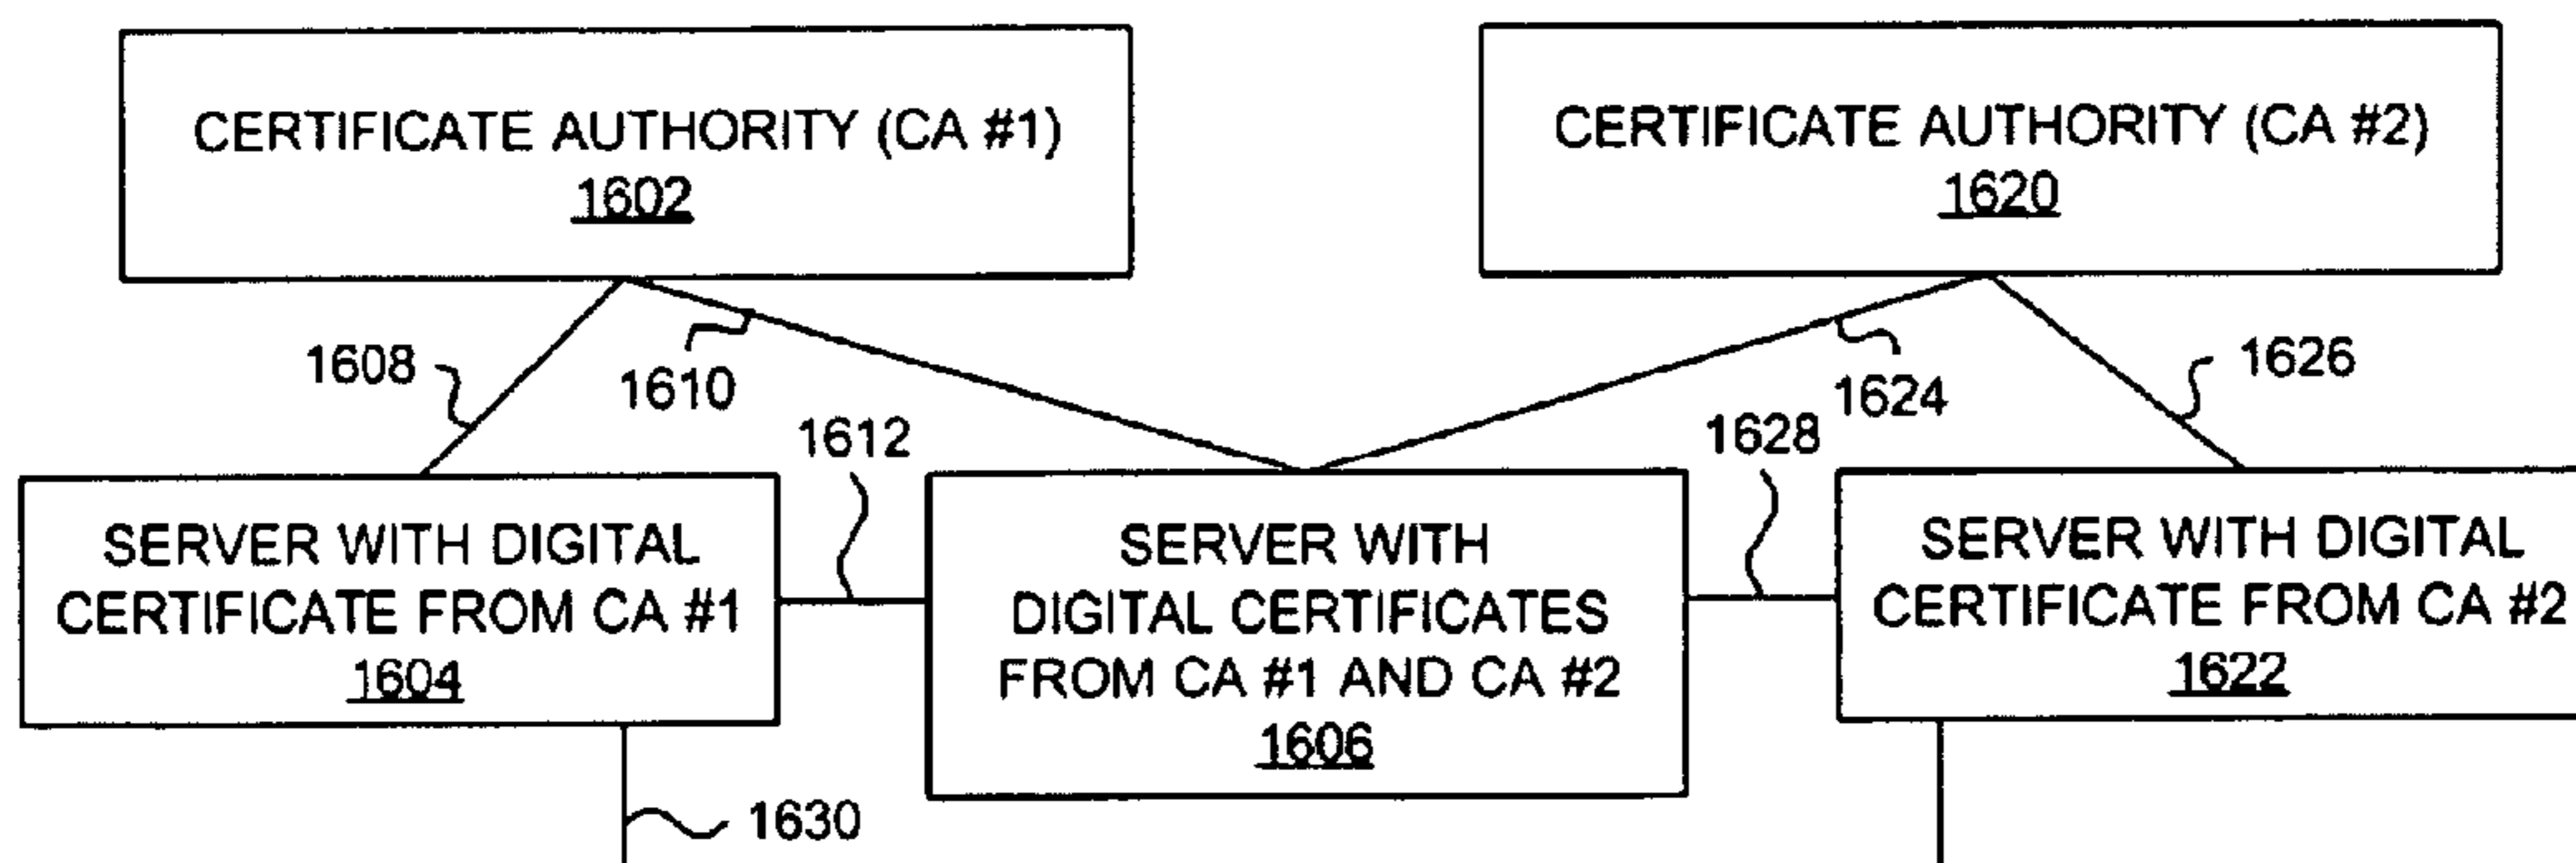 CERTIFICATE AUTHORITY (CA #1)
1602
CERTIFICATE AUTHORITY (CA #2)
1620
1608
1610
1624
1626
1612
1628
SERVER WITH DIGITAL
CERTIFICATE FROM CA #1
1604
SERVER WITH
DIGITAL CERTIFICATES
FROM CA #1 AND CA #2
1606
SERVER WITH DIGITAL
CERTIFICATE FROM CA #2
1622
1630